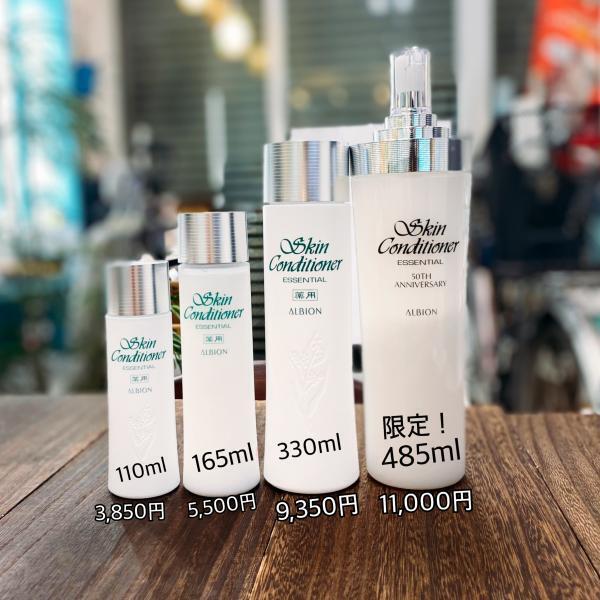 Skin
Conditioner
ESSENTIAL
薬用
ALBION
110ml
3,850円
Skin
Conditioner
ESSENTIAL
薬用
ALBION
165ml
5,500円
Skin
Conditioner
ESSENTIAL
薬用
ALBION
330ml
9,350円
Skin
Conditioner
ESSENTIAL
50TH
ANNIVERSARY
ALBION
限定！
485ml
11,000円